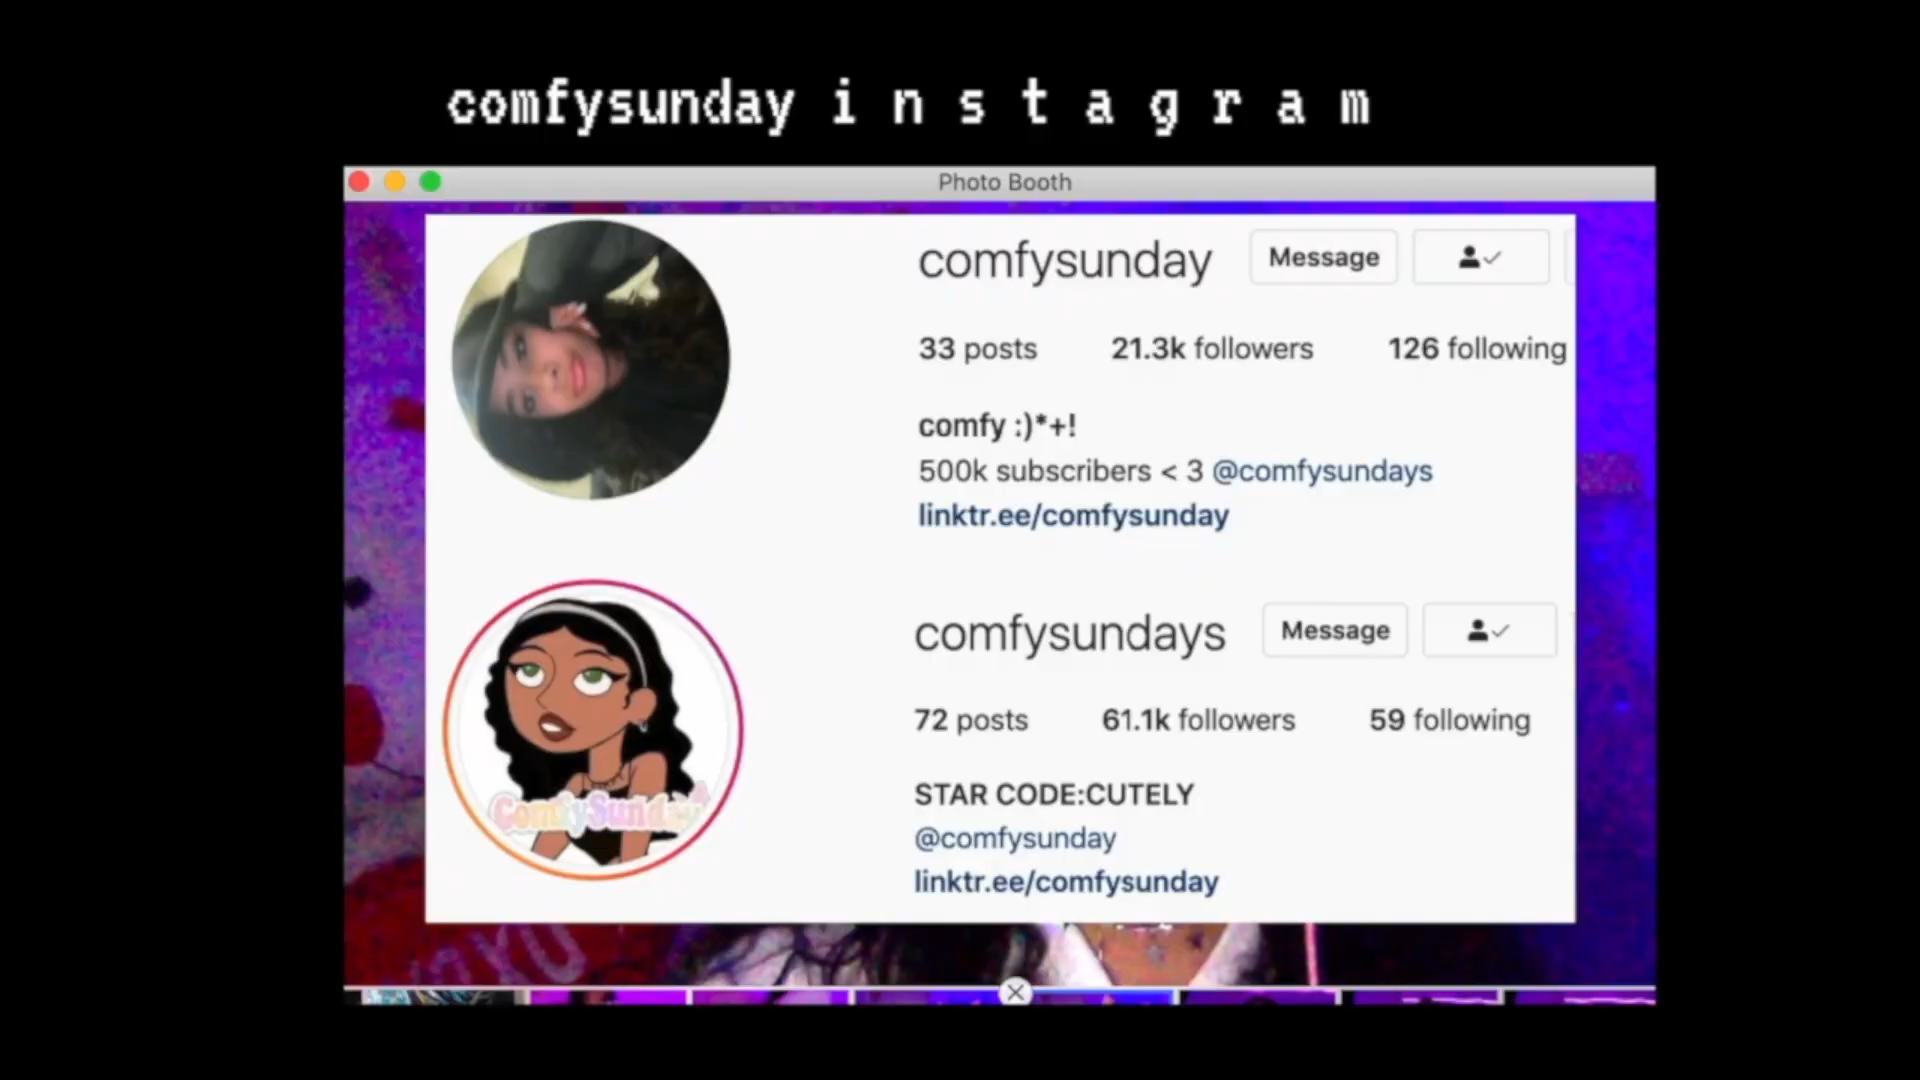 comfysunday i n s t a g r a m
Photo Booth
comfysunday Message
33 posts 21.3k followers 126 following
comfy :)*+!
500k subscribers < 3 @comfysundays
linktr.ee/comfysunday
comfysundays Message
72 posts 61.1k followers 59 following
STAR CODE:CUTELY
@comfysunday
linktr.ee/comfysunday
ComfySunday